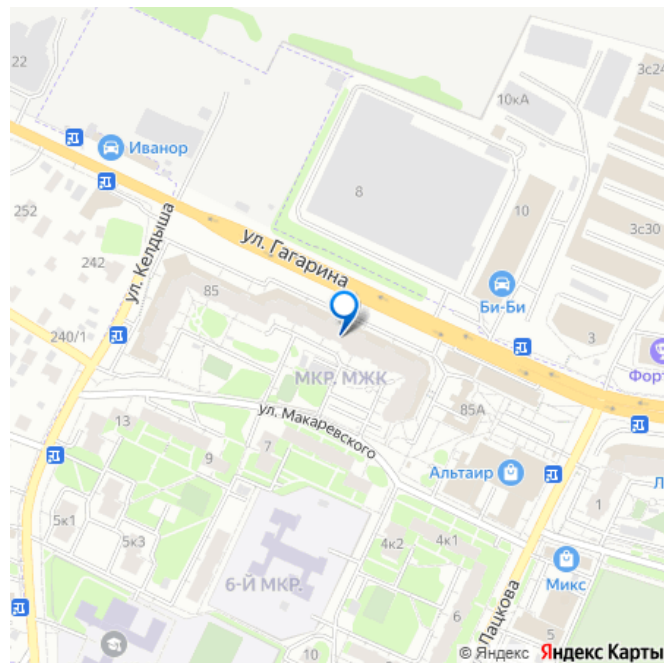 22
Иванор
3с24
10кА
8
252
ул. Келдыша
ул. Гагарина
10
3с30
242
85
Би-Би
3
240/1
МКР. МЖК
Форт
85А
ул. Макаревского
13
9
7
Альтаир
Л
5к1
5к3
4к2
4к1
1
6-Й МКР.
Микс
6
5
Пацкова
10
© Яндекс Яндекс Карты